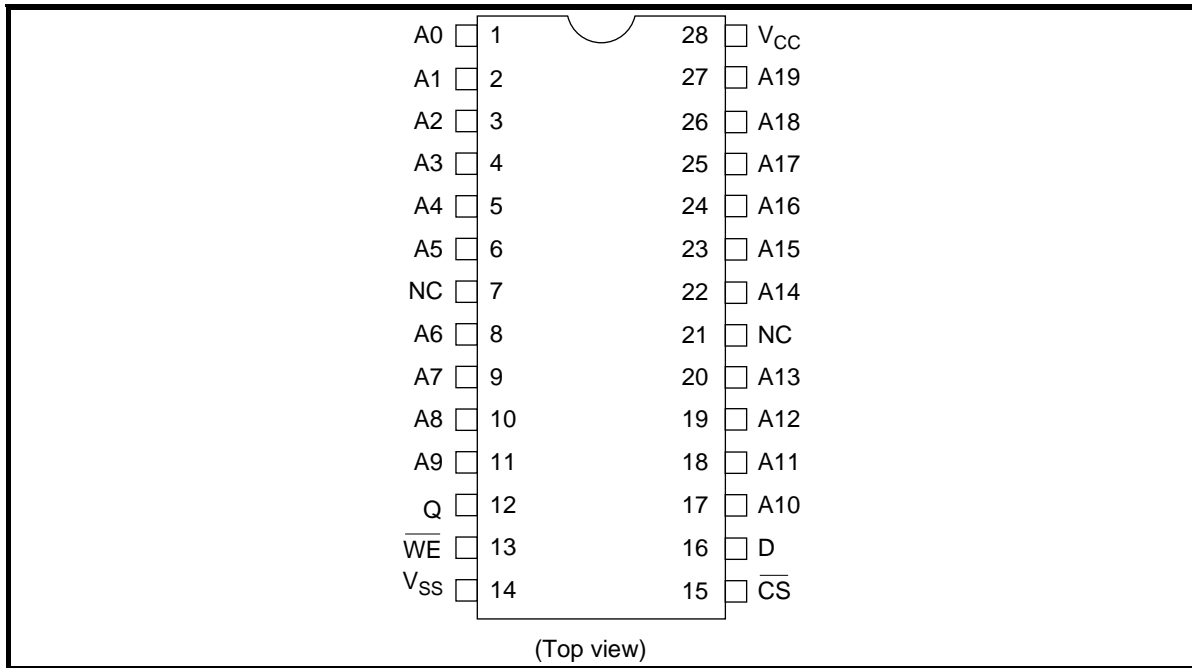 A0 1 28 VCC
A1 2 27 A19
A2 3 26 A18
A3 4 25 A17
A4 5 24 A16
A5 6 23 A15
NC 7 22 A14
A6 8 21 NC
A7 9 20 A13
A8 10 19 A12
A9 11 18 A11
Q 12 17 A10
W̅E̅ 13 16 D
VSS 14 15 C̅S̅
(Top view)